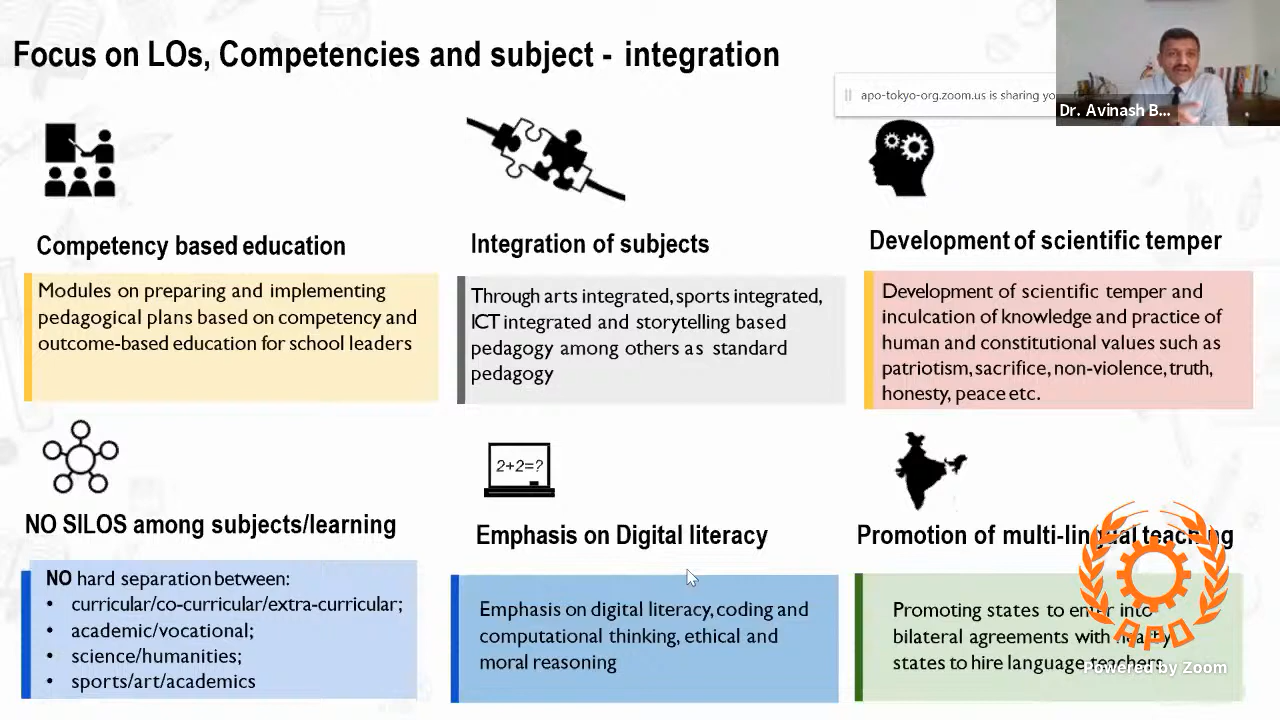 Focus on LOs, Competencies and subject - integration
apo-tokyo-org.zoom.us is sharing yo
Dr. Avinash B...
Competency based education
Modules on preparing and implementing
pedagogical plans based on competency and
outcome-based education for school leaders
Integration of subjects
Through arts integrated, sports integrated,
ICT integrated and storytelling based
pedagogy among others as standard
pedagogy
Development of scientific temper
Development of scientific temper and
inculcation of knowledge and practice of
human and constitutional values such as
patriotism, sacrifice, non-violence, truth,
honesty, peace etc.
NO SILOS among subjects/learning
NO hard separation between:
• curricular/co-curricular/extra-curricular;
• academic/vocational;
• science/humanities;
• sports/art/academics
2+2=?
Emphasis on Digital literacy
Emphasis on digital literacy, coding and
computational thinking, ethical and
moral reasoning
Promotion of multi-lingual teaching
Promoting states to enter into
bilateral agreements with nearby
states to hire language teachers
APO
Powered by Zoom